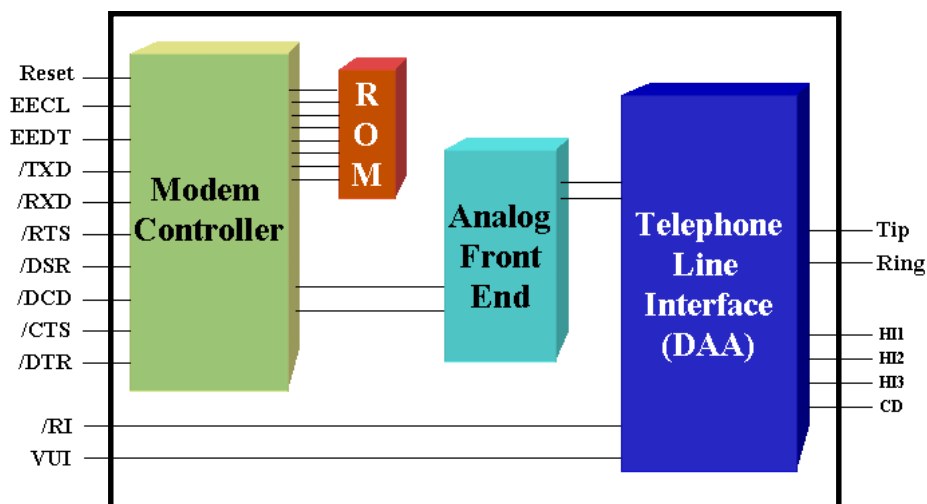 Reset
EECL
EEDT
/TXD
/RXD
/RTS
/DSR
/DCD
/CTS
/DTR
/RI
VUI
Modem
Controller
R
O
M
Analog
Front
End
Telephone
Line
Interface
(DAA)
Tip
Ring
HI1
HI2
HI3
CD